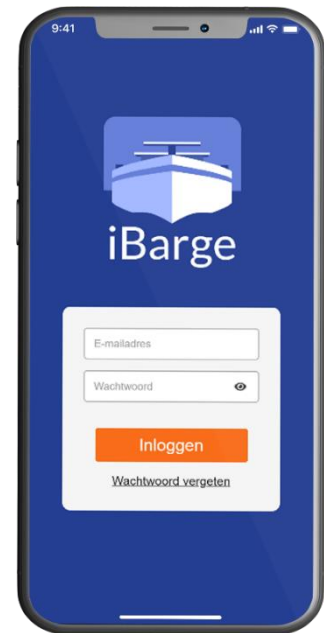 9:41
iBarge
E-mailadres
Wachtwoord
Inloggen
Wachtwoord vergeten